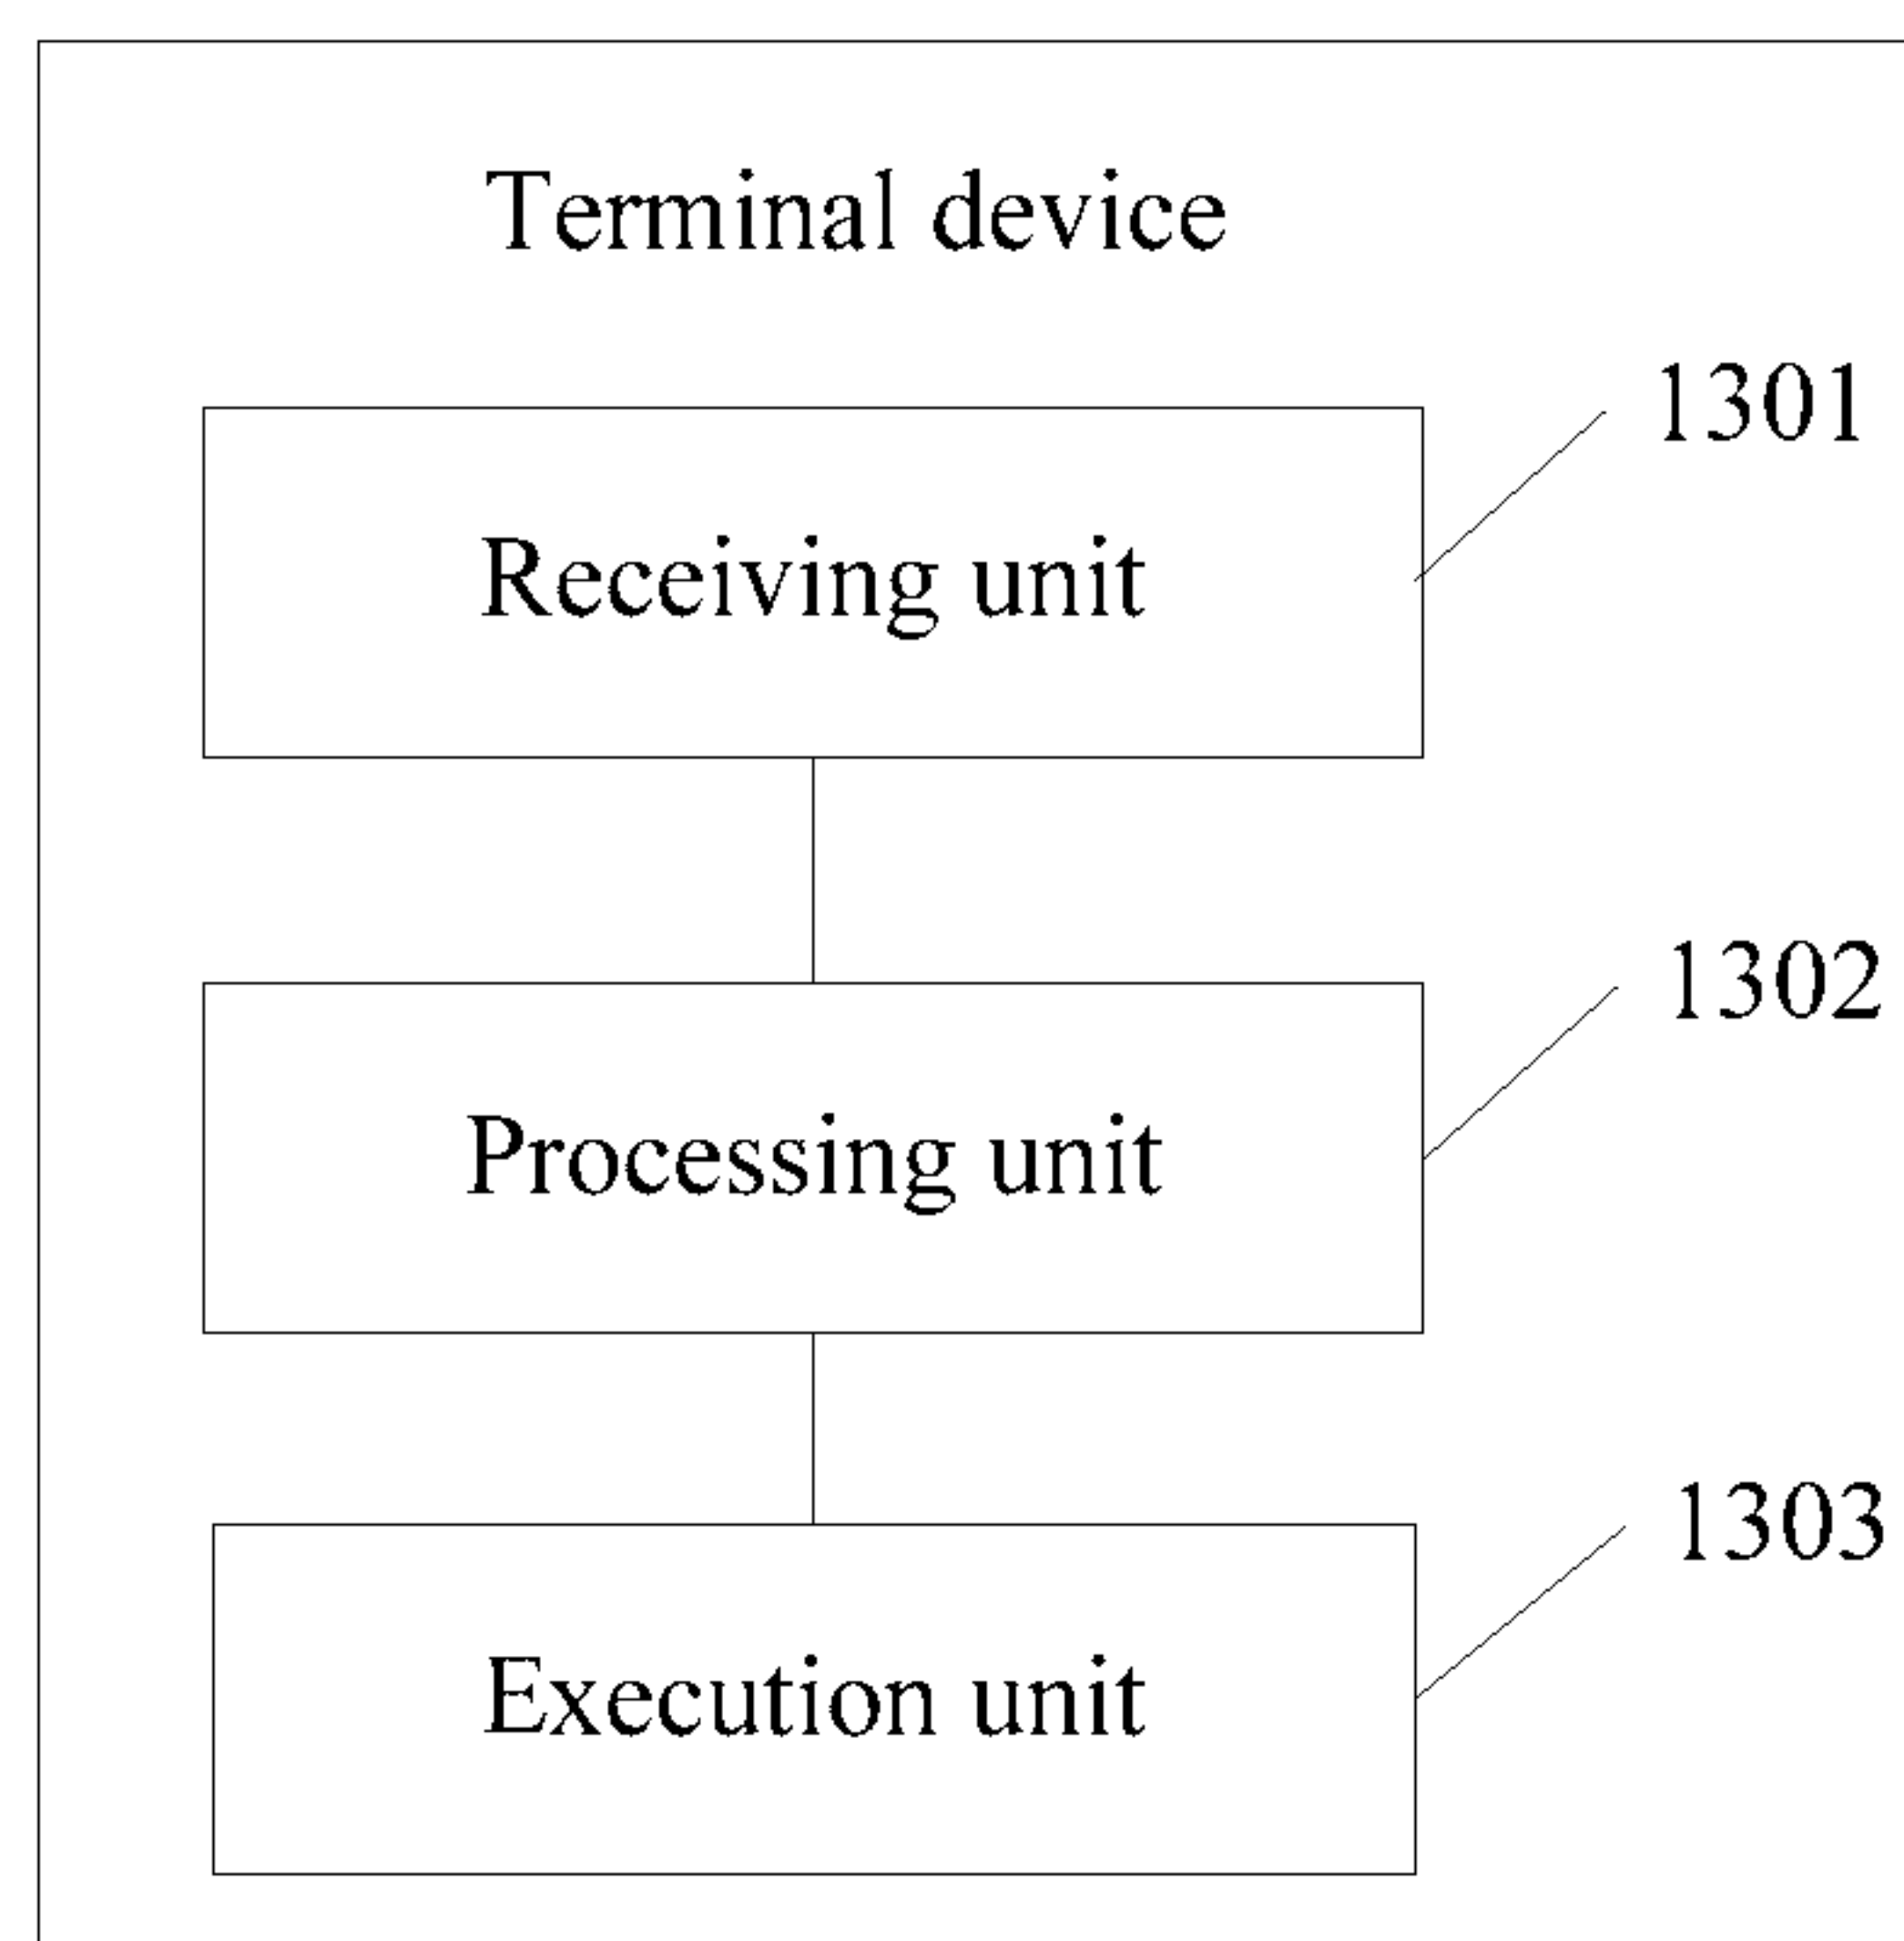 Terminal device
1301
Receiving unit
1302
Processing unit
1303
Execution unit